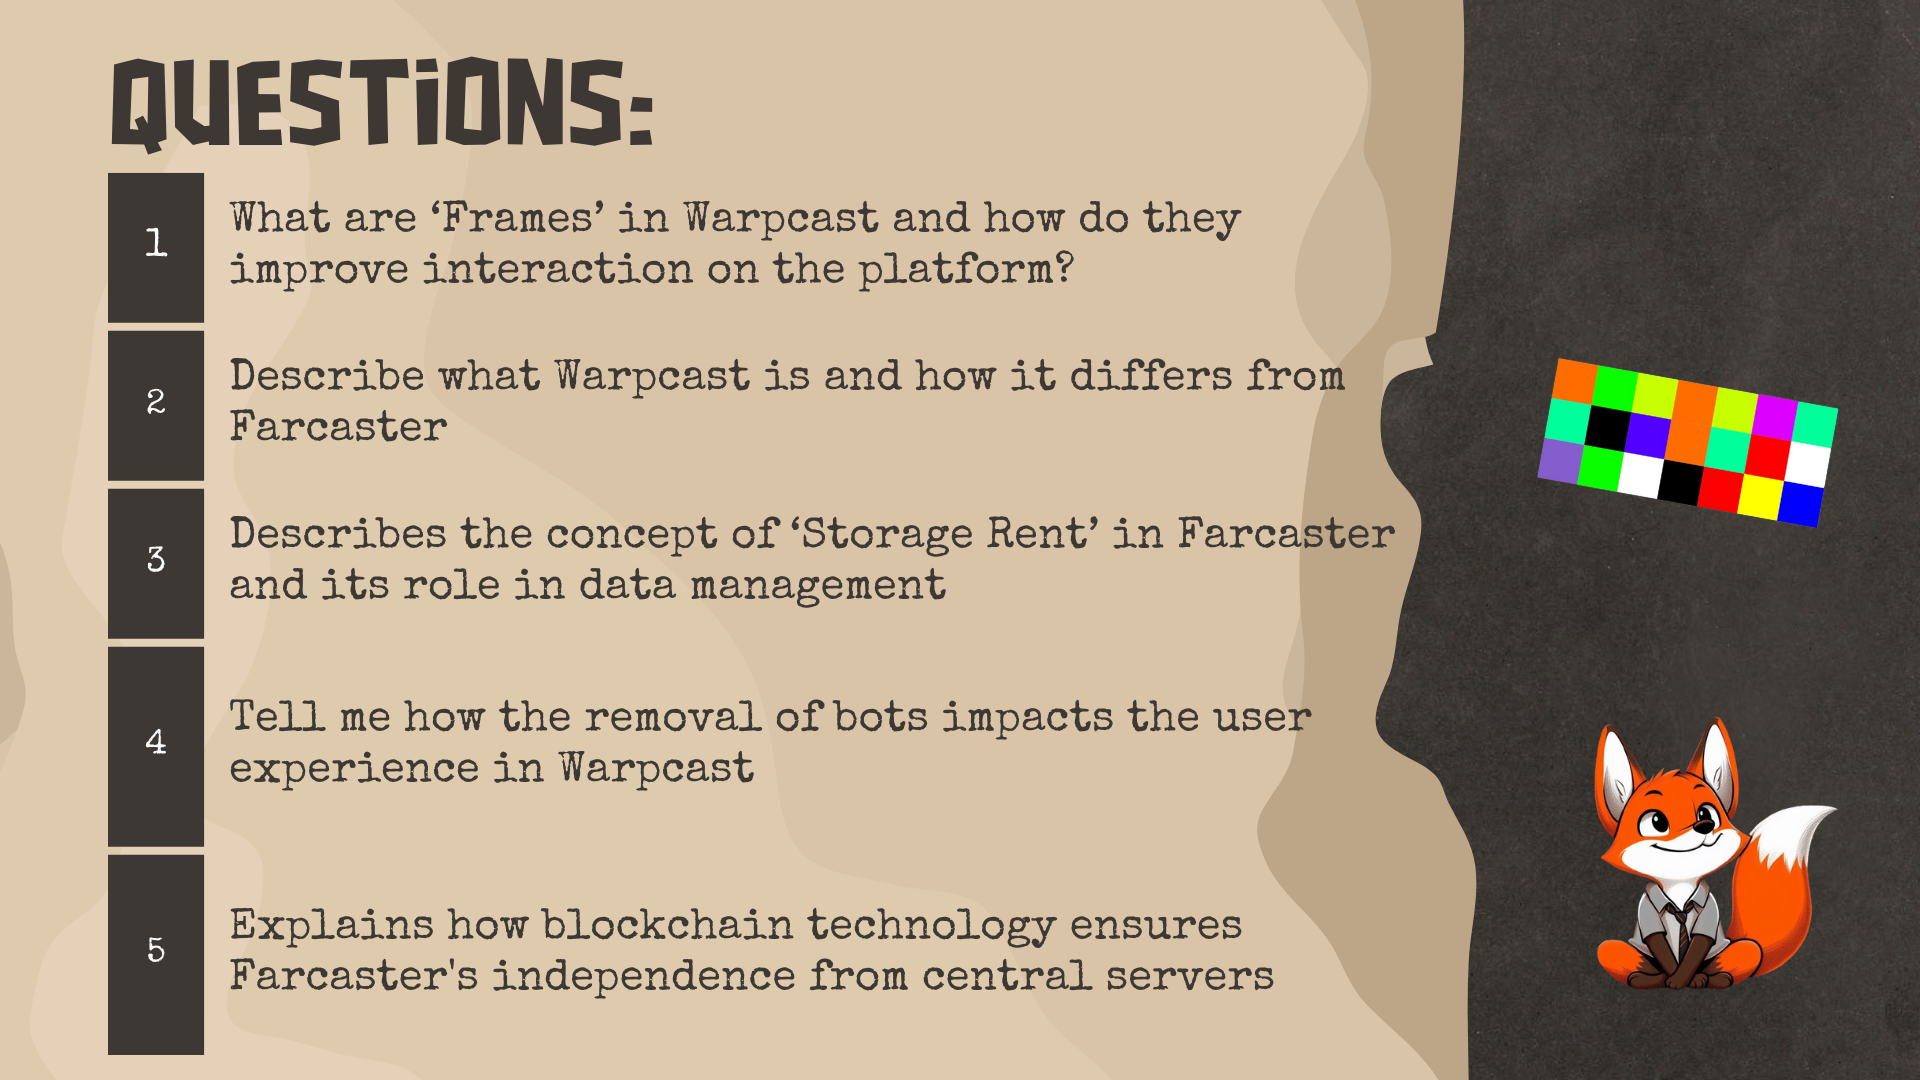 QUESTiONS:
1
What are ‘Frames’ in Warpcast and how do they
improve interaction on the platform?
2
Describe what Warpcast is and how it differs from
Farcaster
3
Describes the concept of ‘Storage Rent’ in Farcaster
and its role in data management
4
Tell me how the removal of bots impacts the user
experience in Warpcast
5
Explains how blockchain technology ensures
Farcaster's independence from central servers